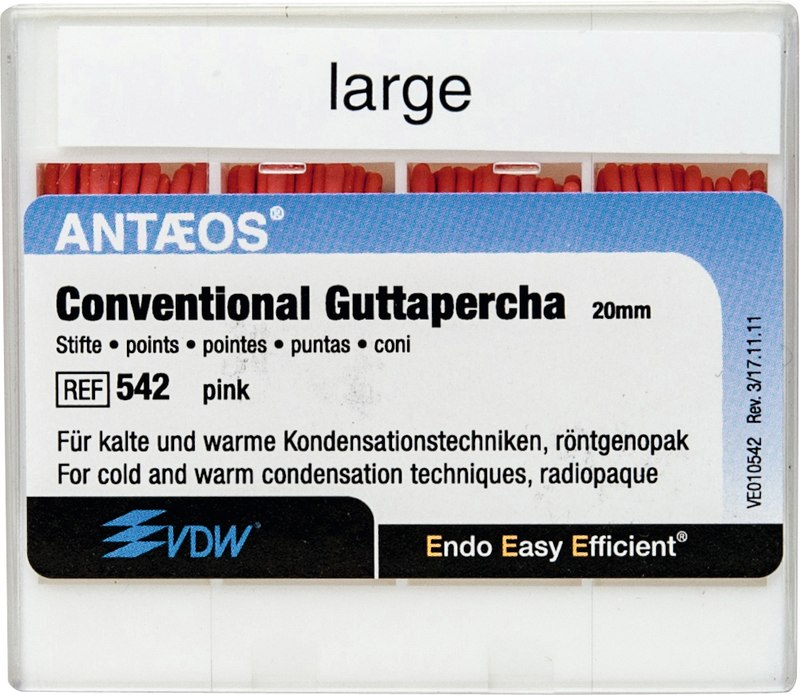 large
ANTÆOS®
Conventional Guttapercha 20mm
Stifte • points • pointes • puntas • coni
REF 542 pink
Für kalte und warme Kondensationstechniken, röntgenopak
For cold and warm condensation techniques, radiopaque
VE010542 Rev. 3/17.11.11
VDW®
Endo Easy Efficient®